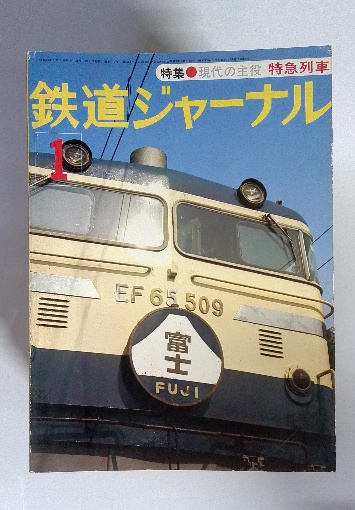 特集●現代の主役 特急列車
鉄道ジャーナル
1
EF 65 509
富士
FUJI